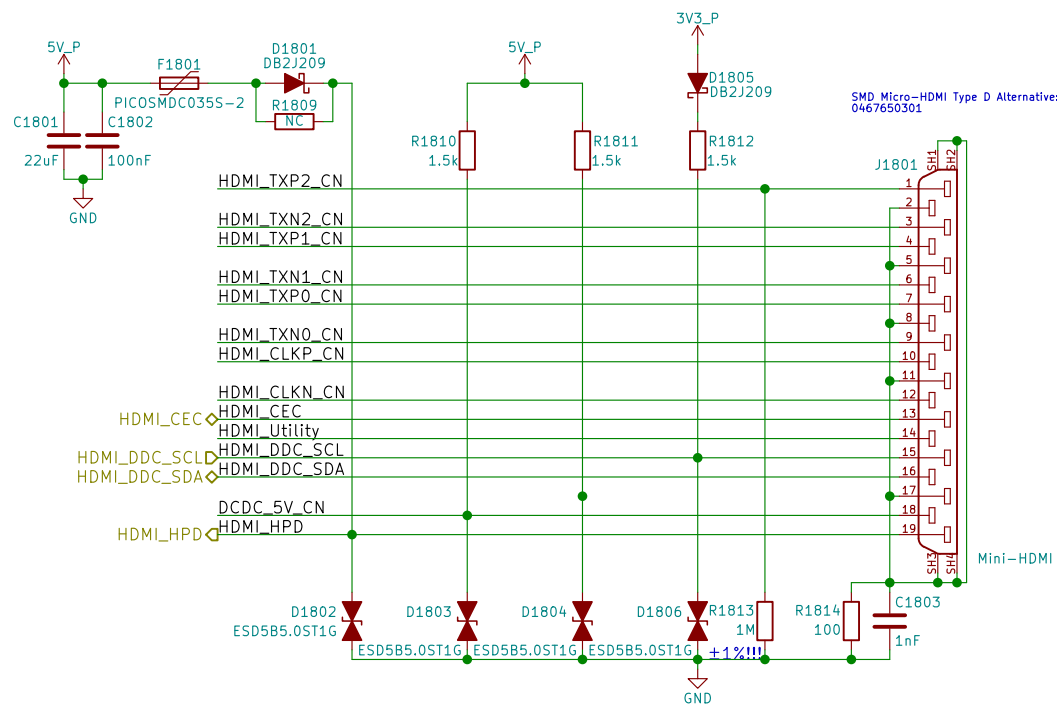 5V_P
F1801
PICOSMDC035S-2
D1801
DB2J209
R1809
NC
C1801
22uF
C1802
100nF
GND
5V_P
R1810
1.5k
R1811
1.5k
3V3_P
D1805
DB2J209
R1812
1.5k
SMD Micro-HDMI Type D Alternative:
0467650301
J1801
SH1
SH2
HDMI_TXP2_CN
1
2
HDMI_TXN2_CN
3
HDMI_TXP1_CN
4
5
HDMI_TXN1_CN
6
HDMI_TXP0_CN
7
8
HDMI_TXN0_CN
9
HDMI_CLKP_CN
10
11
HDMI_CLKN_CN
12
HDMI_CEC
HDMI_CEC
13
HDMI_Utility
14
HDMI_DDC_SCL
HDMI_DDC_SCL
15
HDMI_DDC_SDA
HDMI_DDC_SDA
16
17
DCDC_5V_CN
18
HDMI_HPD
HDMI_HPD
19
SH3
SH4
Mini-HDMI
D1802
ESD5B5.0ST1G
D1803
ESD5B5.0ST1G
D1804
ESD5B5.0ST1G
D1806
ESD5B5.0ST1G
R1813
1M
±1%!!!
R1814
100
C1803
1nF
GND